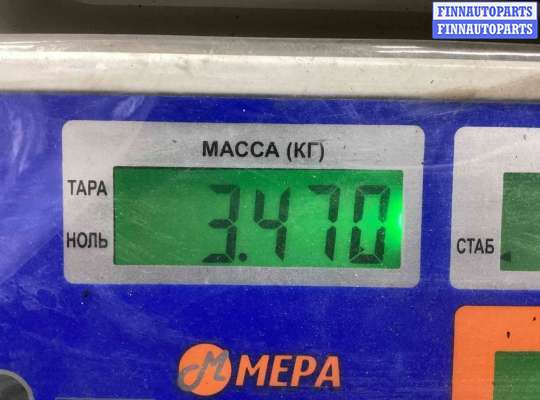 FINNAUTOPARTS
FINNAUTOPARTS
МАССА (КГ)
ТАРА
НОЛЬ
3.470
СТАБ
М МЕРА